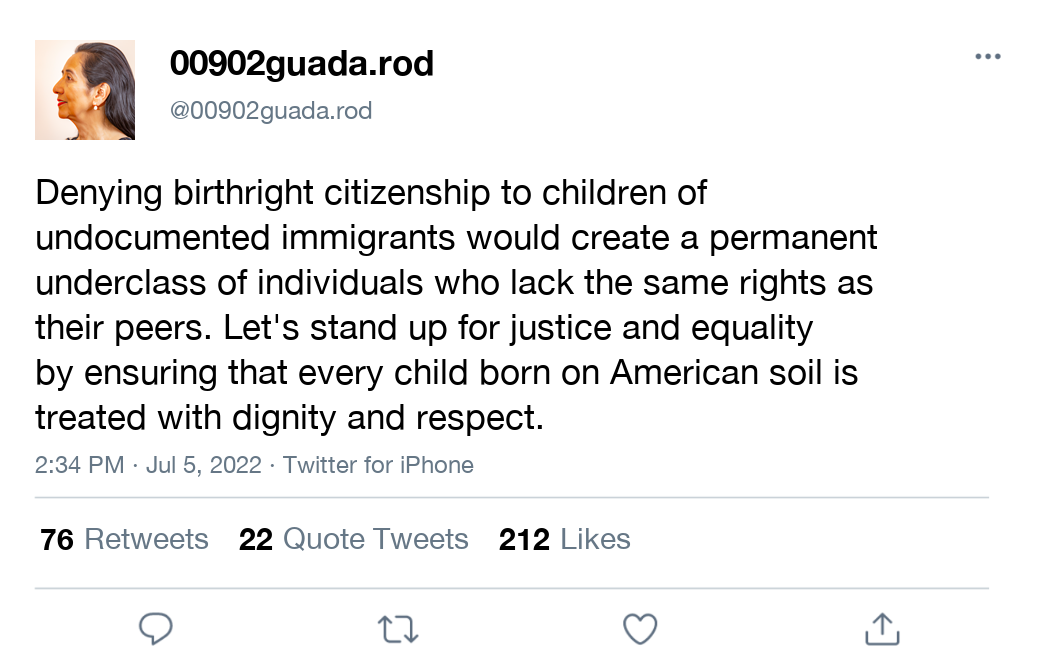 00902guada.rod
@00902guada.rod
Denying birthright citizenship to children of
undocumented immigrants would create a permanent
underclass of individuals who lack the same rights as
their peers. Let's stand up for justice and equality
by ensuring that every child born on American soil is
treated with dignity and respect.
2:34 PM · Jul 5, 2022 · Twitter for iPhone
76 Retweets 22 Quote Tweets 212 Likes